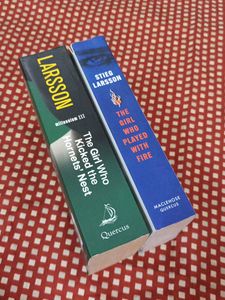 LARSSON
millennium III
The Girl Who
Kicked the
Hornets' Nest
Quercus
STIEG
LARSSON
THE GIRL
WHO
PLAYED WITH
FIRE
MACLEHOSE
QUERCUS